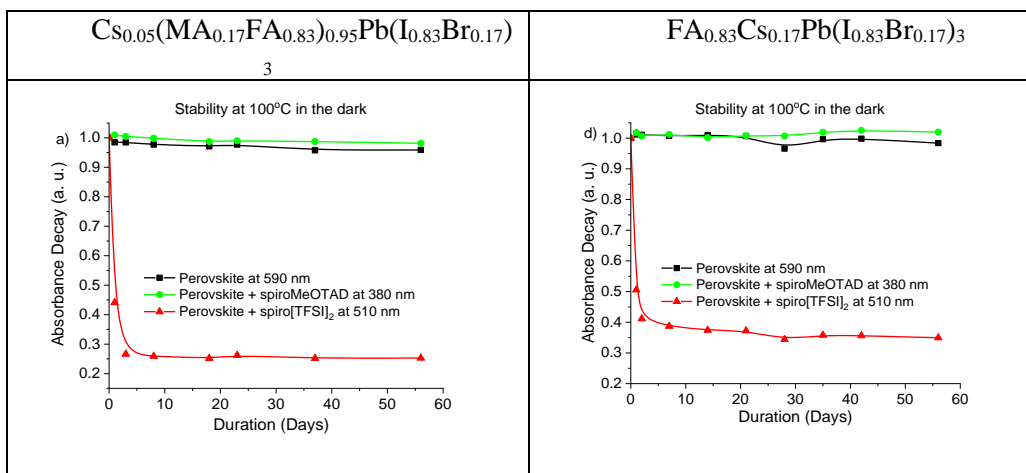 Cs0.05(MA0.17FA0.83)0.95Pb(I0.83Br0.17)
3
FA0.83Cs0.17Pb(I0.83Br0.17)3
Stability at 100°C in the dark
a)
1.0
0.9
0.8
0.7
0.6
0.5
0.4
0.3
0.2
Absorbance Decay (a. u.)
Perovskite at 590 nm
Perovskite + spiroMeOTAD at 380 nm
Perovskite + spiro[TFSI]2 at 510 nm
0 10 20 30 40 50 60
Duration (Days)
Stability at 100°C in the dark
d)
1.1
1.0
0.9
0.8
0.7
0.6
0.5
0.4
0.3
0.2
Absorbance Decay (a. u.)
Perovskite at 590 nm
Perovskite + spiroMeOTAD at 380 nm
Perovskite + spiro[TFSI]2 at 510 nm
0 10 20 30 40 50 60
Duration (Days)